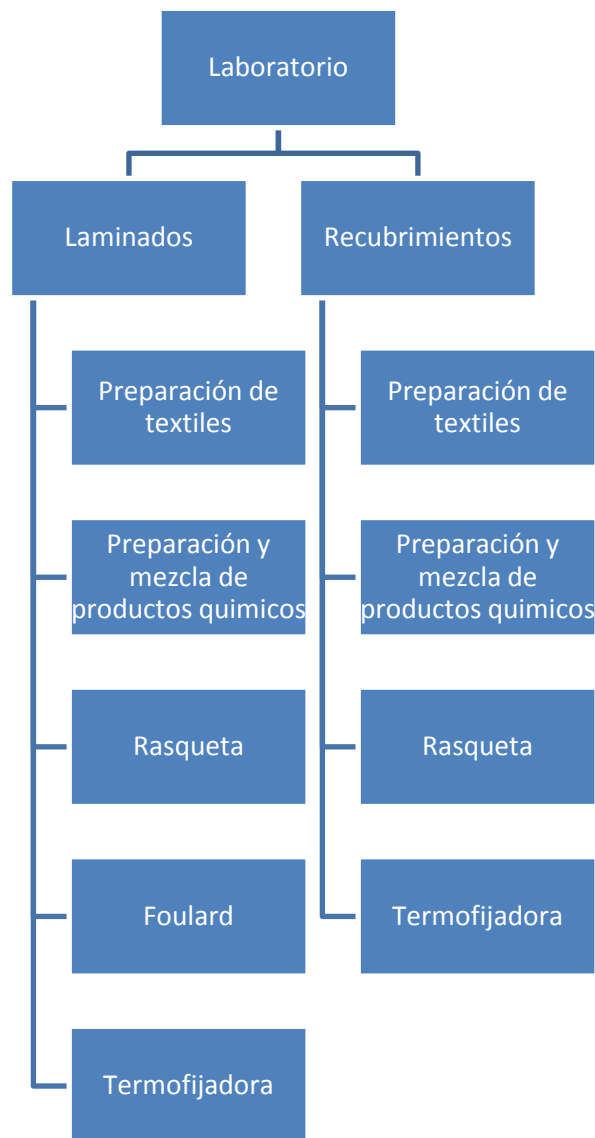 Laboratorio
Laminados
Recubrimientos
Preparación de
textiles
Preparación de
textiles
Preparación y
mezcla de
productos quimicos
Preparación y
mezcla de
productos quimicos
Rasqueta
Rasqueta
Foulard
Termofijadora
Termofijadora